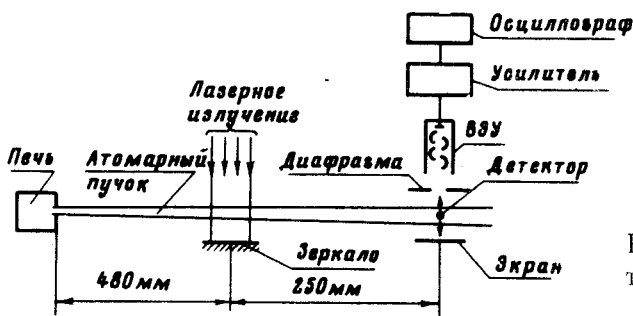 Осциллограф
Усилитель
Лазерное
излучение
ВЭУ
Печь
Атомарный
пучок
Диафрагма
Детектор
Зеркало
Экран
480мм
250мм